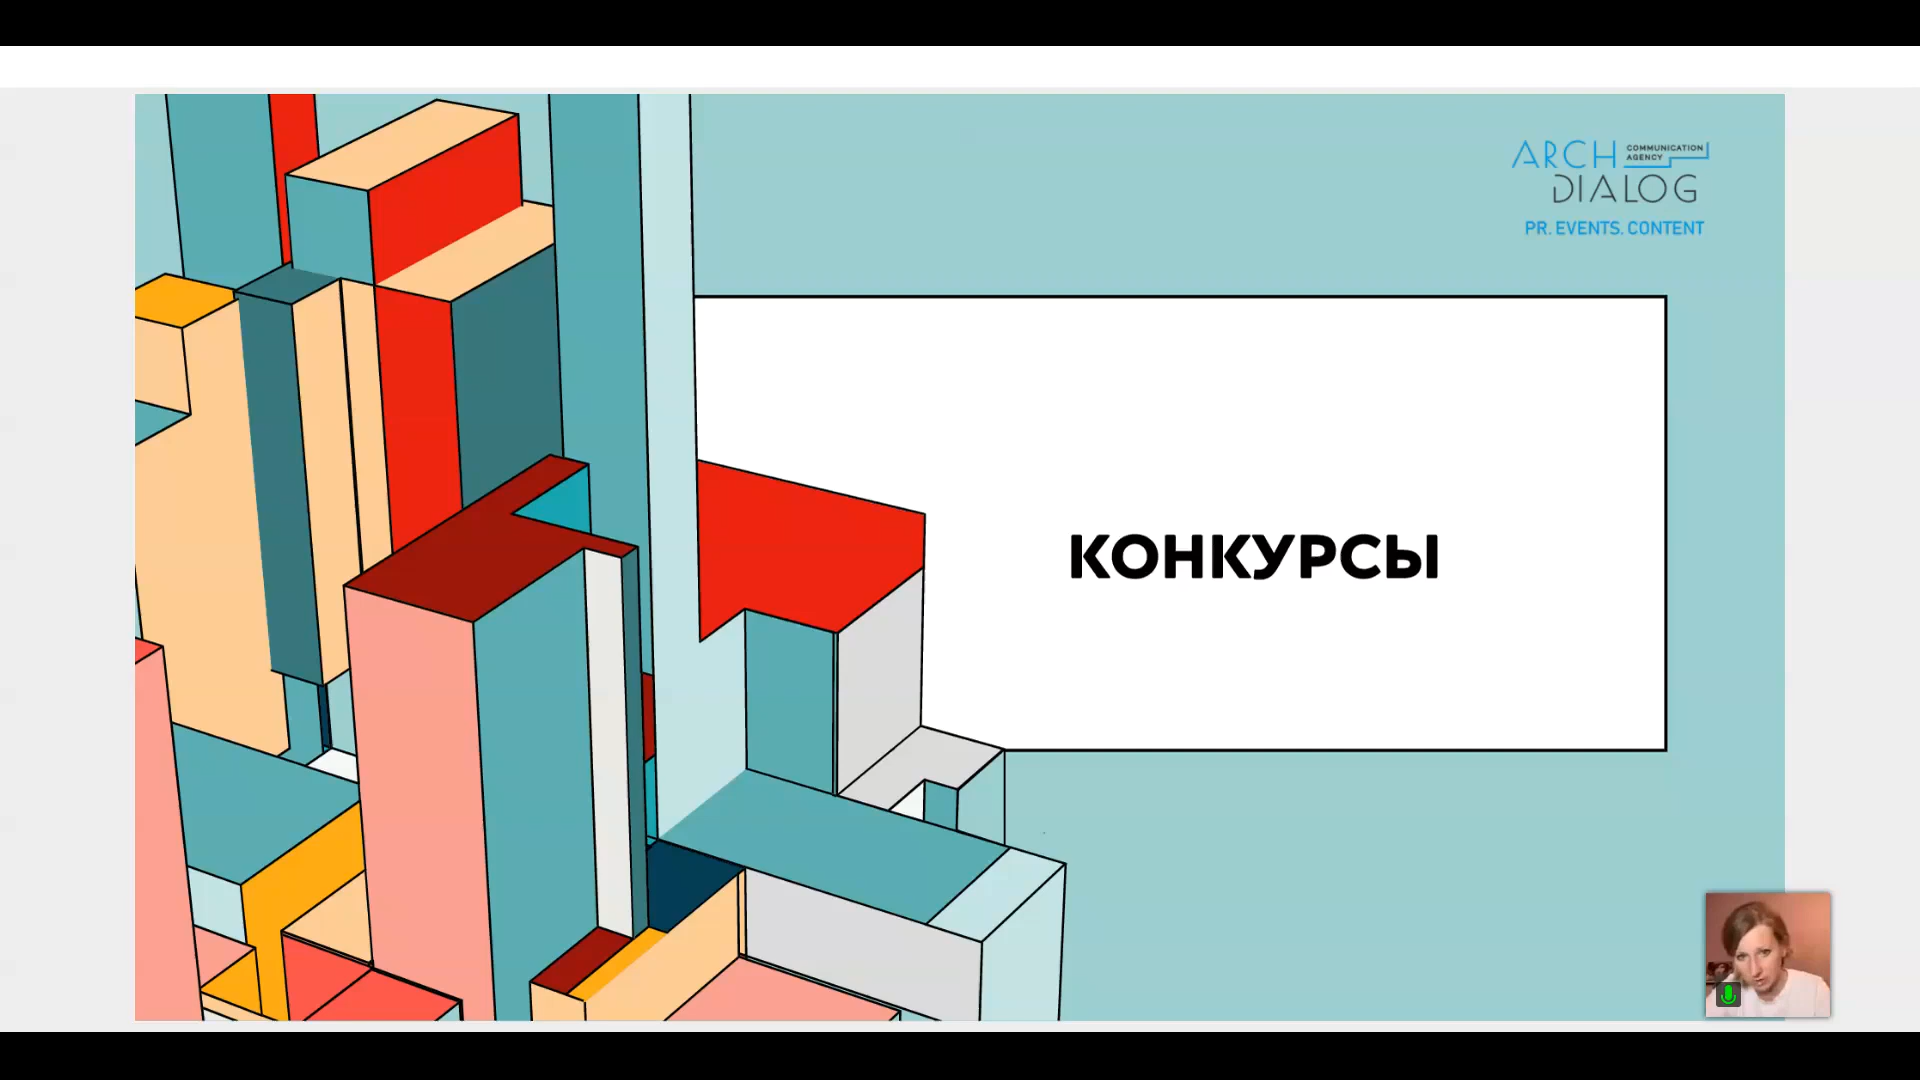 ARCH COMMUNICATION
AGENCY
DIALOG
PR. EVENTS. CONTENT
КОНКУРСЫ